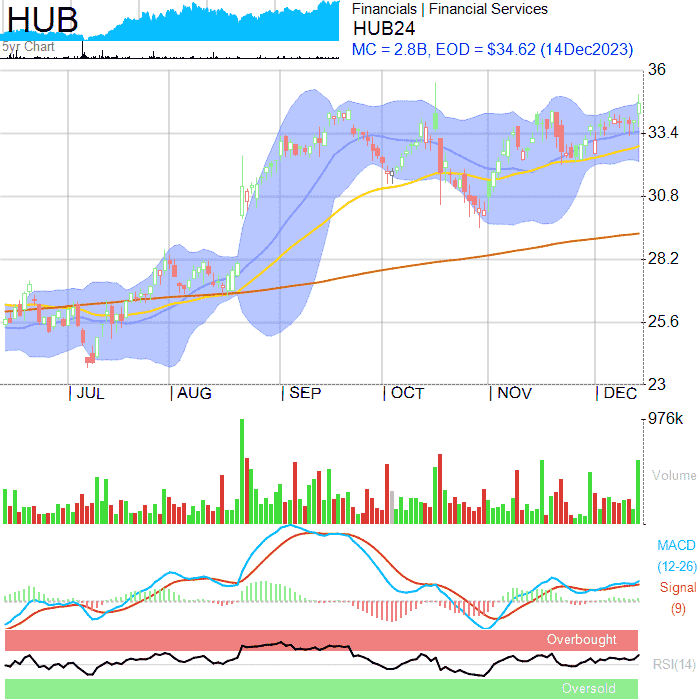 HUB
5yr Chart
Financials | Financial Services
HUB24
MC = 2.8B, EOD = $34.62 (14Dec2023)
36
33.4
30.8
28.2
25.6
23
JUL AUG SEP OCT NOV DEC
976k
Volume
MACD
(12-26)
Signal
(9)
Overbought
RSI(14)
Oversold